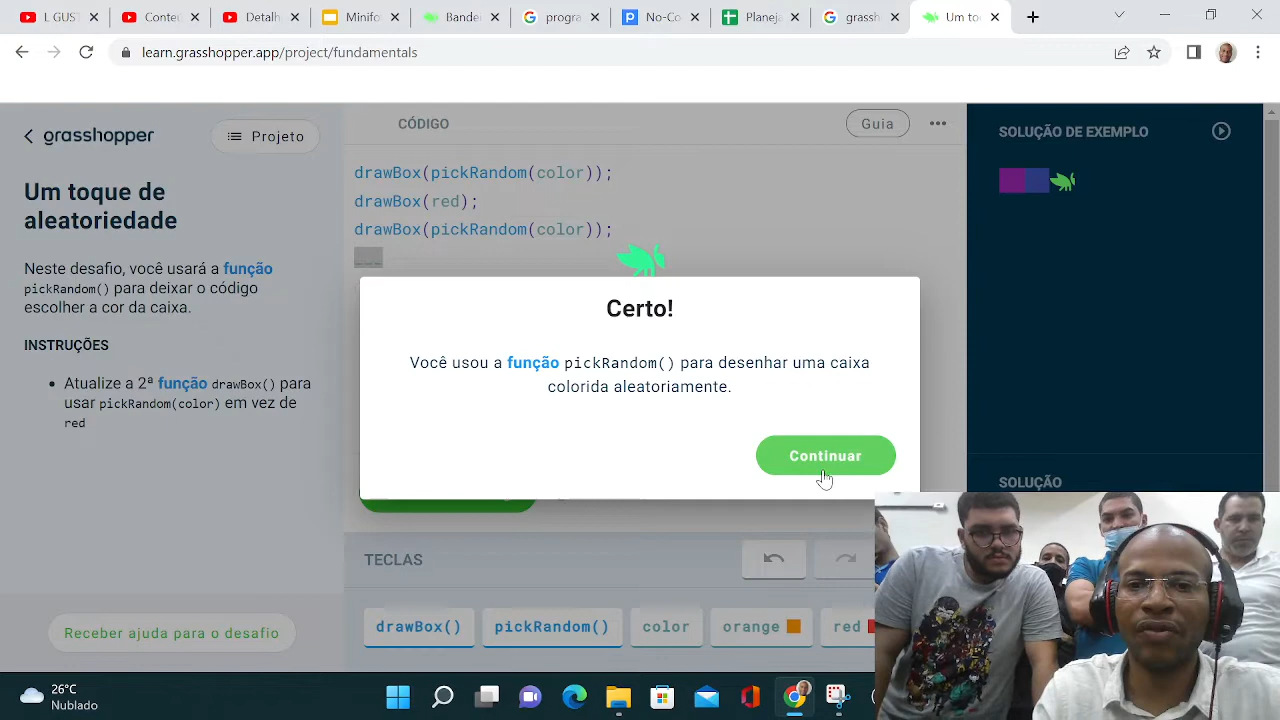 L GUST
Conteú
Detalh
Minifo
Bande
progra
No-Co
Planeja
grassh
Um to
learn.grasshopper.app/project/fundamentals
grasshopper
Projeto
Um toque de
aleatoriedade
Neste desafio, você usará a função
pickRandom() para deixar o código
escolher a cor da caixa.
INSTRUÇÕES
Atualize a 2ª função drawBox() para
usar pickRandom(color) em vez de
red
Receber ajuda para o desafio
CÓDIGO
Guia
drawBox(pickRandom(color));
drawBox(red);
drawBox(pickRandom(color));
Certo!
Você usou a função pickRandom() para desenhar uma caixa
colorida aleatoriamente.
Continuar
TECLAS
drawBox()
pickRandom()
color
orange
red
SOLUÇÃO DE EXEMPLO
SOLUÇÃO
26°C
Nublado